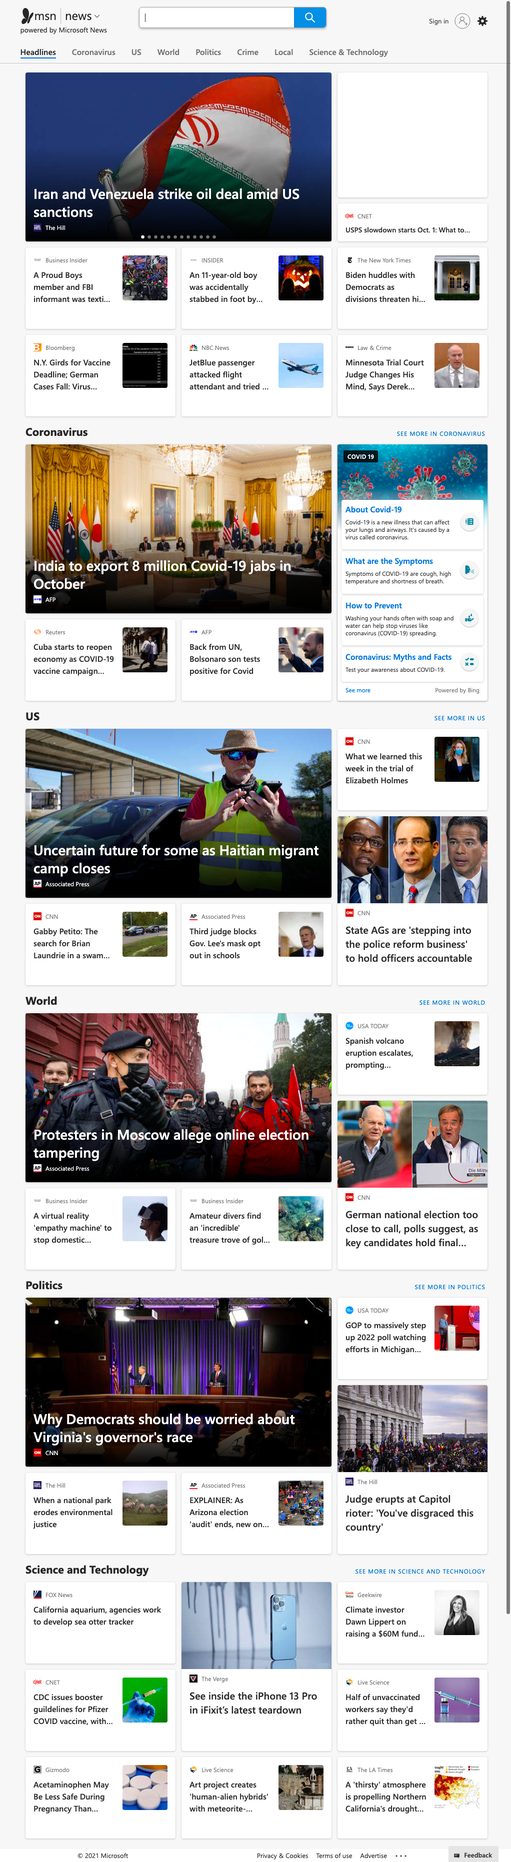 msn | news
powered by Microsoft News
Sign in
Headlines
Coronavirus
US
World
Politics
Crime
Local
Science & Technology
Iran and Venezuela strike oil deal amid US
sanctions
The Hill
CNET
USPS slowdown starts Oct. 1: What to...
Business Insider
A Proud Boys
member and FBI
informant was texti...
INSIDER
An 11-year-old boy
was accidentally
stabbed in foot by...
The New York Times
Biden huddles with
Democrats as
divisions threaten hi...
Bloomberg
N.Y. Girds for Vaccine
Deadline; German
Cases Fall: Virus...
NBC News
JetBlue passenger
attacked flight
attendant and tried ...
Law & Crime
Minnesota Trial Court
Judge Changes His
Mind, Says Derek...
Coronavirus
SEE MORE IN CORONAVIRUS
India to export 8 million Covid-19 jabs in
October
AFP
COVID 19
About Covid-19
Covid-19 is a new illness that can affect
your lungs and airways. It's caused by a
virus called coronavirus.
What are the Symptoms
Symptoms of COVID-19 are cough, high
temperature and shortness of breath.
How to Prevent
Washing your hands often with soap and
water can help stop viruses like
coronavirus (COVID-19) spreading.
Coronavirus: Myths and Facts
Test your awareness about COVID-19.
See more
Powered by Bing
Reuters
Cuba starts to reopen
economy as COVID-19
vaccine campaign...
AFP
Back from UN,
Bolsonaro son tests
positive for Covid
US
SEE MORE IN US
Uncertain future for some as Haitian migrant
camp closes
Associated Press
CNN
What we learned this
week in the trial of
Elizabeth Holmes
CNN
State AGs are 'stepping into
the police reform business'
to hold officers accountable
CNN
Gabby Petito: The
search for Brian
Laundrie in a swam...
Associated Press
Third judge blocks
Gov. Lee's mask opt
out in schools
World
SEE MORE IN WORLD
Protesters in Moscow allege online election
tampering
Associated Press
USA TODAY
Spanish volcano
eruption escalates,
prompting...
CNN
German national election too
close to call, polls suggest, as
key candidates hold final...
Business Insider
A virtual reality
'empathy machine' to
stop domestic...
Business Insider
Amateur divers find
an 'incredible'
treasure trove of gol...
Politics
SEE MORE IN POLITICS
Why Democrats should be worried about
Virginia's governor's race
CNN
USA TODAY
GOP to massively step
up 2022 poll watching
efforts in Michigan...
The Hill
Judge erupts at Capitol
rioter: 'You've disgraced this
country'
The Hill
When a national park
erodes environmental
justice
Associated Press
EXPLAINER: As
Arizona election
'audit' ends, new on...
Science and Technology
SEE MORE IN SCIENCE AND TECHNOLOGY
FOX News
California aquarium, agencies work
to develop sea otter tracker
The Verge
See inside the iPhone 13 Pro
in iFixit's latest teardown
Geekwire
Climate investor
Dawn Lippert on
raising a $60M fund...
CNET
CDC issues booster
guildelines for Pfizer
COVID vaccine, with...
Live Science
Half of unvaccinated
workers say they'd
rather quit than get ...
Gizmodo
Acetaminophen May
Be Less Safe During
Pregnancy Than...
Live Science
Art project creates
'human-alien hybrids'
with meteorite-...
The LA Times
A 'thirsty' atmosphere
is propelling Northern
California's drought...
© 2021 Microsoft
Privacy & Cookies
Terms of use
Advertise
...
Feedback